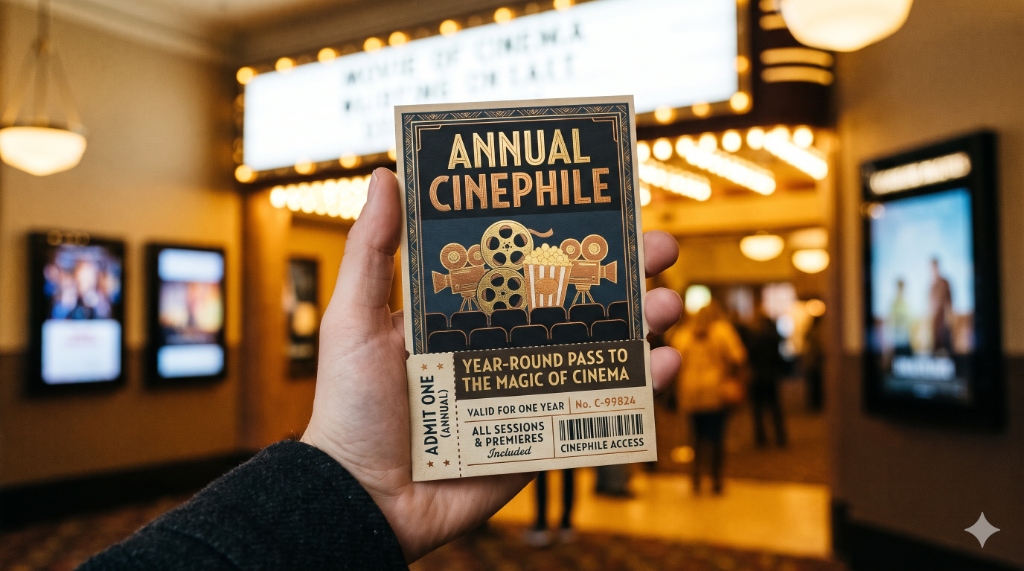 ANNUAL
CINEPHILE
YEAR-ROUND PASS TO
THE MAGIC OF CINEMA
ADMIT ONE
(ANNUAL)
VALID FOR ONE YEAR
No. C-99824
ALL SESSIONS
& PREMIERES
Included
CINEPHILE ACCESS